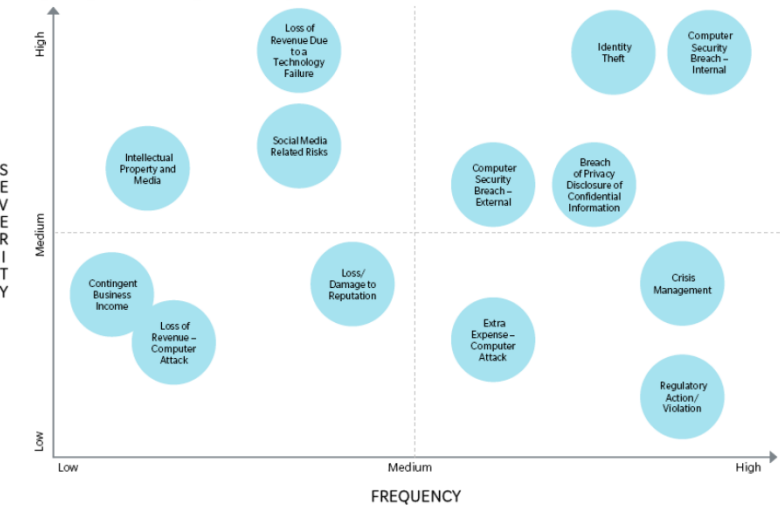 High
Medium
Low
SEVERITY
Loss of
Revenue Due
to a
Technology
Failure
Identity
Theft
Computer
Security
Breach –
Internal
Social Media
Related Risks
Intellectual
Property and
Media
Computer
Security
Breach –
External
Breach
of Privacy
Disclosure of
Confidential
Information
Contingent
Business
Income
Loss/
Damage to
Reputation
Crisis
Management
Loss of
Revenue –
Computer
Attack
Extra
Expense –
Computer
Attack
Regulatory
Action/
Violation
Low
Medium
High
FREQUENCY